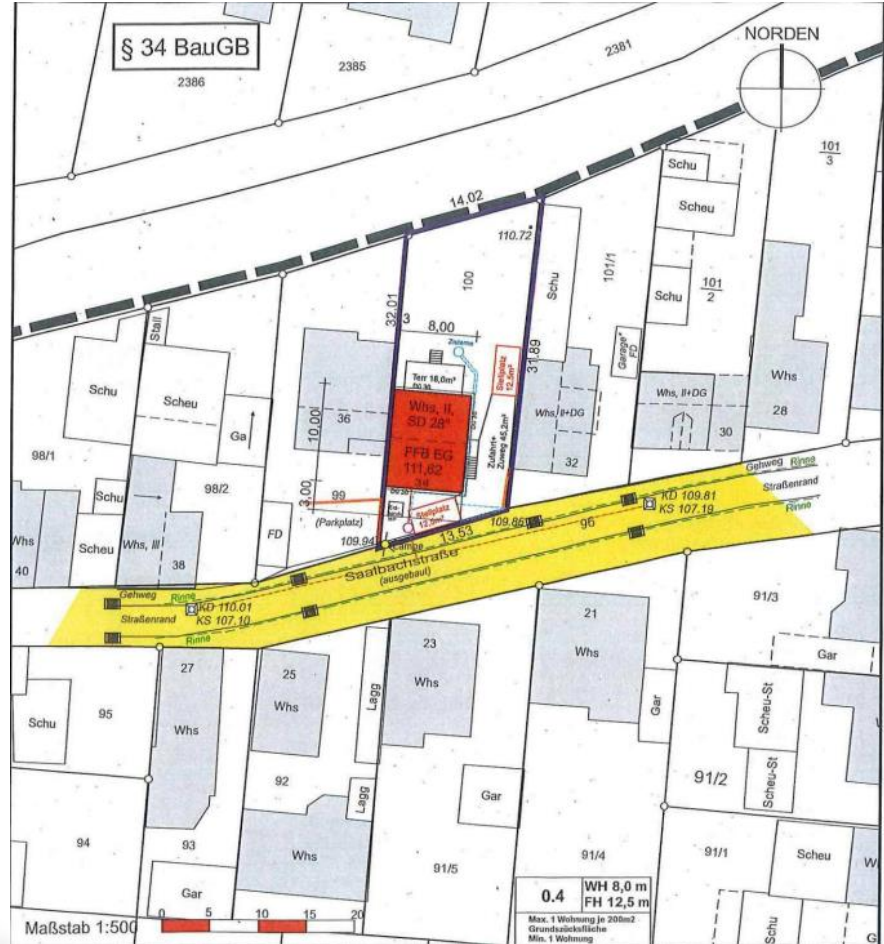 § 34 BauGB
NORDEN
2386
2385
2381
101
3
14.02
110.72
Schu
Scheu
Schu
100
101/1
Schu
101
2
32.01
3
8,00
Zisterne
Stall
Terr 18,0m²
Stellplatz
12.5m²
31.89
Garage
FD
Whs
28
Schu
Scheu
Ga
36
10,00
Whs, II,
SD 28°
FFB EG
111,62
34
Zufahrt+
Zuweg 45,2m²
Whs, II+DG
32
Whs, II+DG
30
98/1
98/2
3,00
99
(Parkplatz)
Stellplatz
12,5m²
Gehweg
Rinne
Straßenrand
KD 109.81
KS 107.19
Schu
Scheu
Whs
40
Whs, III
38
FD
109.94
Lampe
13.53
109.85
96
Saalbachstraße
(ausgebaut)
Gehweg
Rinne
Straßenrand
Rinne
KD 110.01
KS 107.10
Rinne
27
Whs
25
Whs
23
Whs
21
Whs
91/3
Gar
Schu
95
Lagg
Gar
Scheu-St
92
Lagg
Gar
91/2
Scheu-St
94
93
Whs
Gar
91/5
91/4
91/1
Scheu
Schu
0.4
WH 8,0 m
FH 12,5 m
Max. 1 Wohnung je 200m2
Grundstücksfläche
Min. 1 Wohnung
Maßstab 1:500
0
5
10
15
20